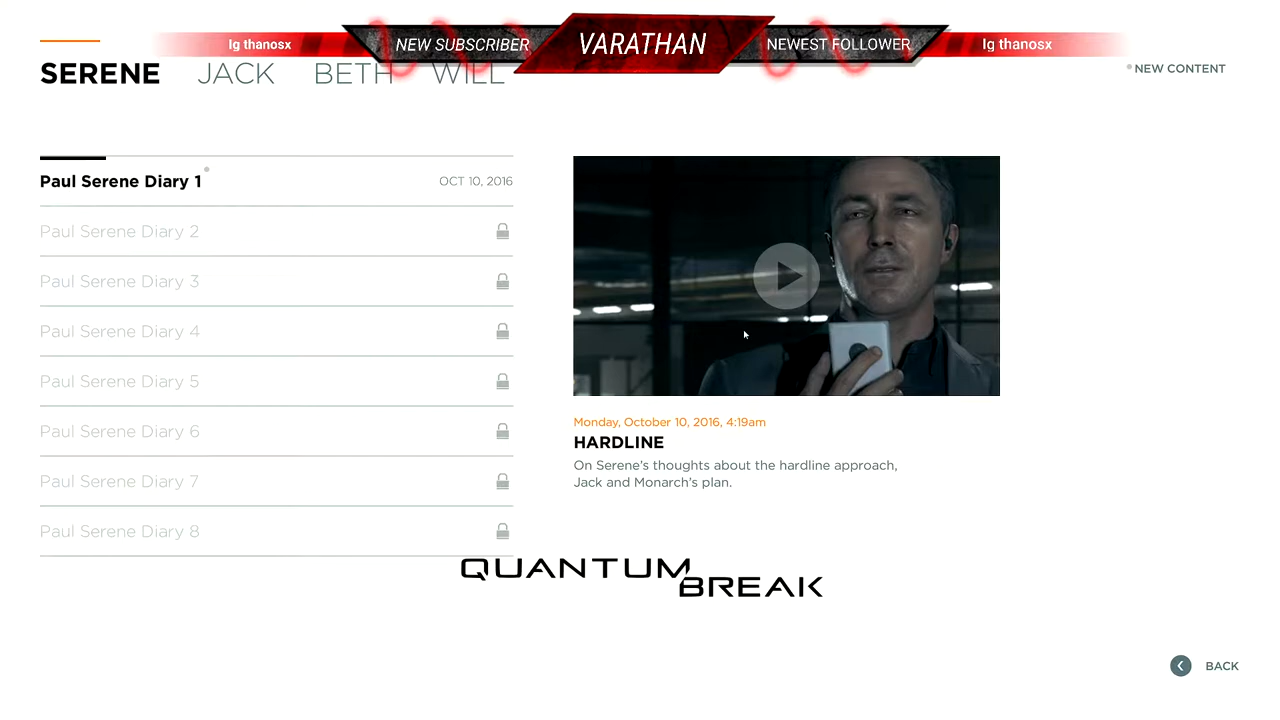 lg thanosx
NEW SUBSCRIBER
VARATHAN
NEWEST FOLLOWER
lg thanosx
SERENE
JACK
BETH
WILL
NEW CONTENT
Paul Serene Diary 1
OCT 10, 2016
Paul Serene Diary 2
Paul Serene Diary 3
Paul Serene Diary 4
Paul Serene Diary 5
Paul Serene Diary 6
Paul Serene Diary 7
Paul Serene Diary 8
Monday, October 10, 2016, 4:19am
HARDLINE
On Serene's thoughts about the hardline approach,
Jack and Monarch's plan.
QUANTUM
BREAK
BACK